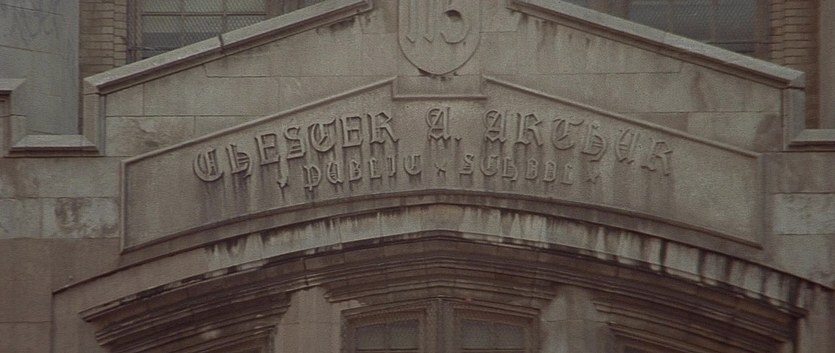 115
CHESTER A. ARTHUR
PUBLIC SCHOOL